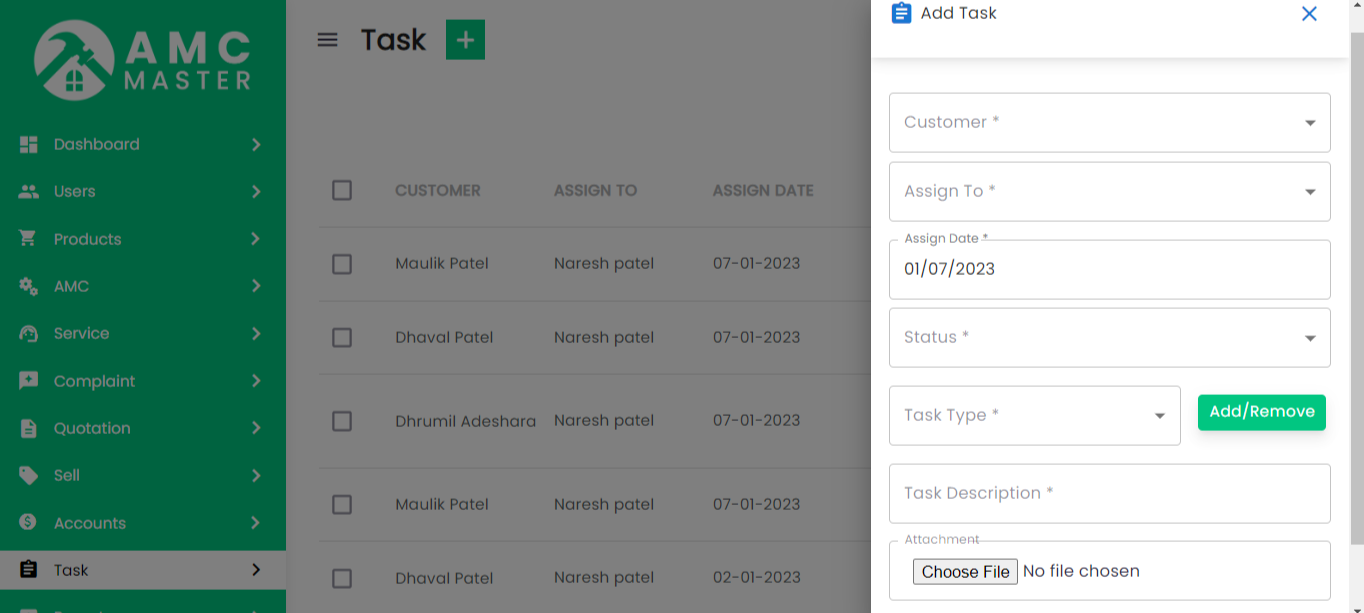 AMC
MASTER
Dashboard
Users
Products
AMC
Service
Complaint
Quotation
Sell
Accounts
Task
Task +
CUSTOMER ASSIGN TO ASSIGN DATE
Maulik Patel Naresh patel 07-01-2023
Dhaval Patel Naresh patel 07-01-2023
Dhrumil Adeshara Naresh patel 07-01-2023
Maulik Patel Naresh patel 07-01-2023
Dhaval Patel Naresh patel 02-01-2023
Add Task
Customer *
Assign To *
Assign Date *
01/07/2023
Status *
Task Type * Add/Remove
Task Description *
Attachment
Choose File No file chosen